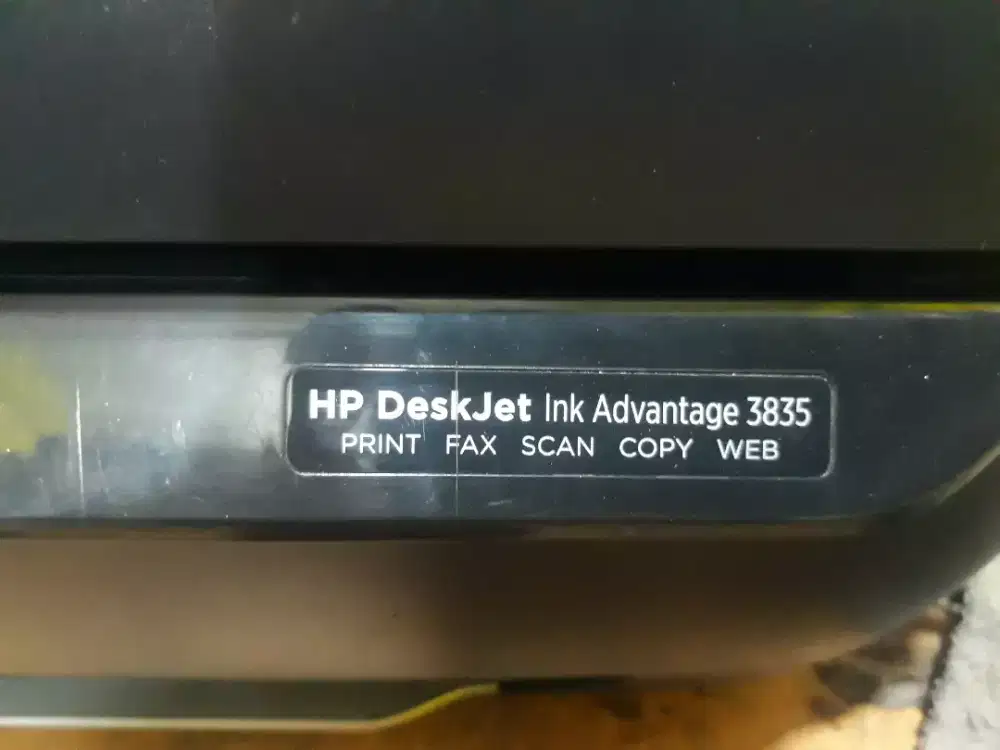 HP DeskJet Ink Advantage 3835
PRINT FAX SCAN COPY WEB